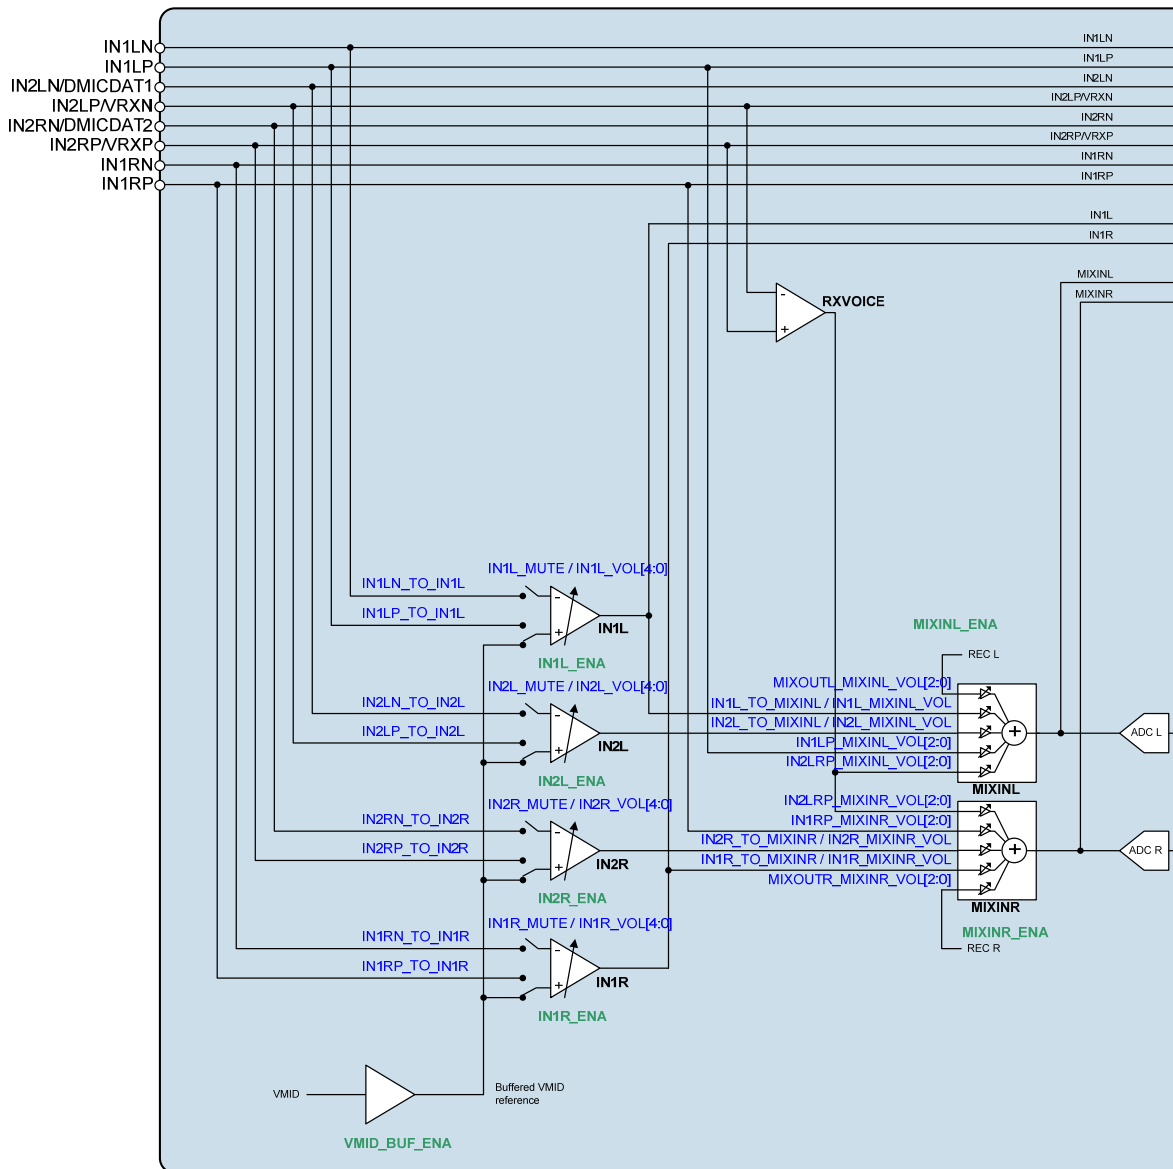 IN1LN
IN1LN
IN1LP
IN1LP
IN2LN/DMICDAT1
IN2LN
IN2LP/VRXN
IN2LP/VRXN
IN2RN/DMICDAT2
IN2RN
IN2RP/VRXP
IN2RP/VRXP
IN1RN
IN1RN
IN1RP
IN1RP
IN1L
IN1R
MIXINL
MIXINR
-
RXVOICE
+
IN1L_MUTE / IN1L_VOL[4:0]
IN1LN_TO_IN1L
-
IN1LP_TO_IN1L
+
IN1L
IN1L_ENA
MIXINL_ENA
REC L
IN2L_MUTE / IN2L_VOL[4:0]
IN2LN_TO_IN2L
-
IN2LP_TO_IN2L
+
IN2L
IN2L_ENA
MIXOUTL_MIXINL_VOL[2:0]
IN1L_TO_MIXINL / IN1L_MIXINL_VOL
IN2L_TO_MIXINL / IN2L_MIXINL_VOL
IN1LP_MIXINL_VOL[2:0]
IN2LRP_MIXINL_VOL[2:0]
+
ADC L
MIXINL
IN2R_MUTE / IN2R_VOL[4:0]
IN2RN_TO_IN2R
-
IN2RP_TO_IN2R
+
IN2R
IN2R_ENA
IN2LRP_MIXINR_VOL[2:0]
IN1RP_MIXINR_VOL[2:0]
IN2R_TO_MIXINR / IN2R_MIXINR_VOL
IN1R_TO_MIXINR / IN1R_MIXINR_VOL
MIXOUTR_MIXINR_VOL[2:0]
+
ADC R
MIXINR
MIXINR_ENA
REC R
IN1R_MUTE / IN1R_VOL[4:0]
IN1RN_TO_IN1R
-
IN1RP_TO_IN1R
+
IN1R
IN1R_ENA
VMID
Buffered VMID
reference
VMID_BUF_ENA